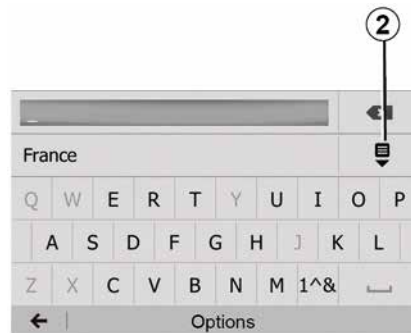 2
France
Q W E R T Y U I O P
A S D F G H J K L
Z X C V B N M 1^&
Options